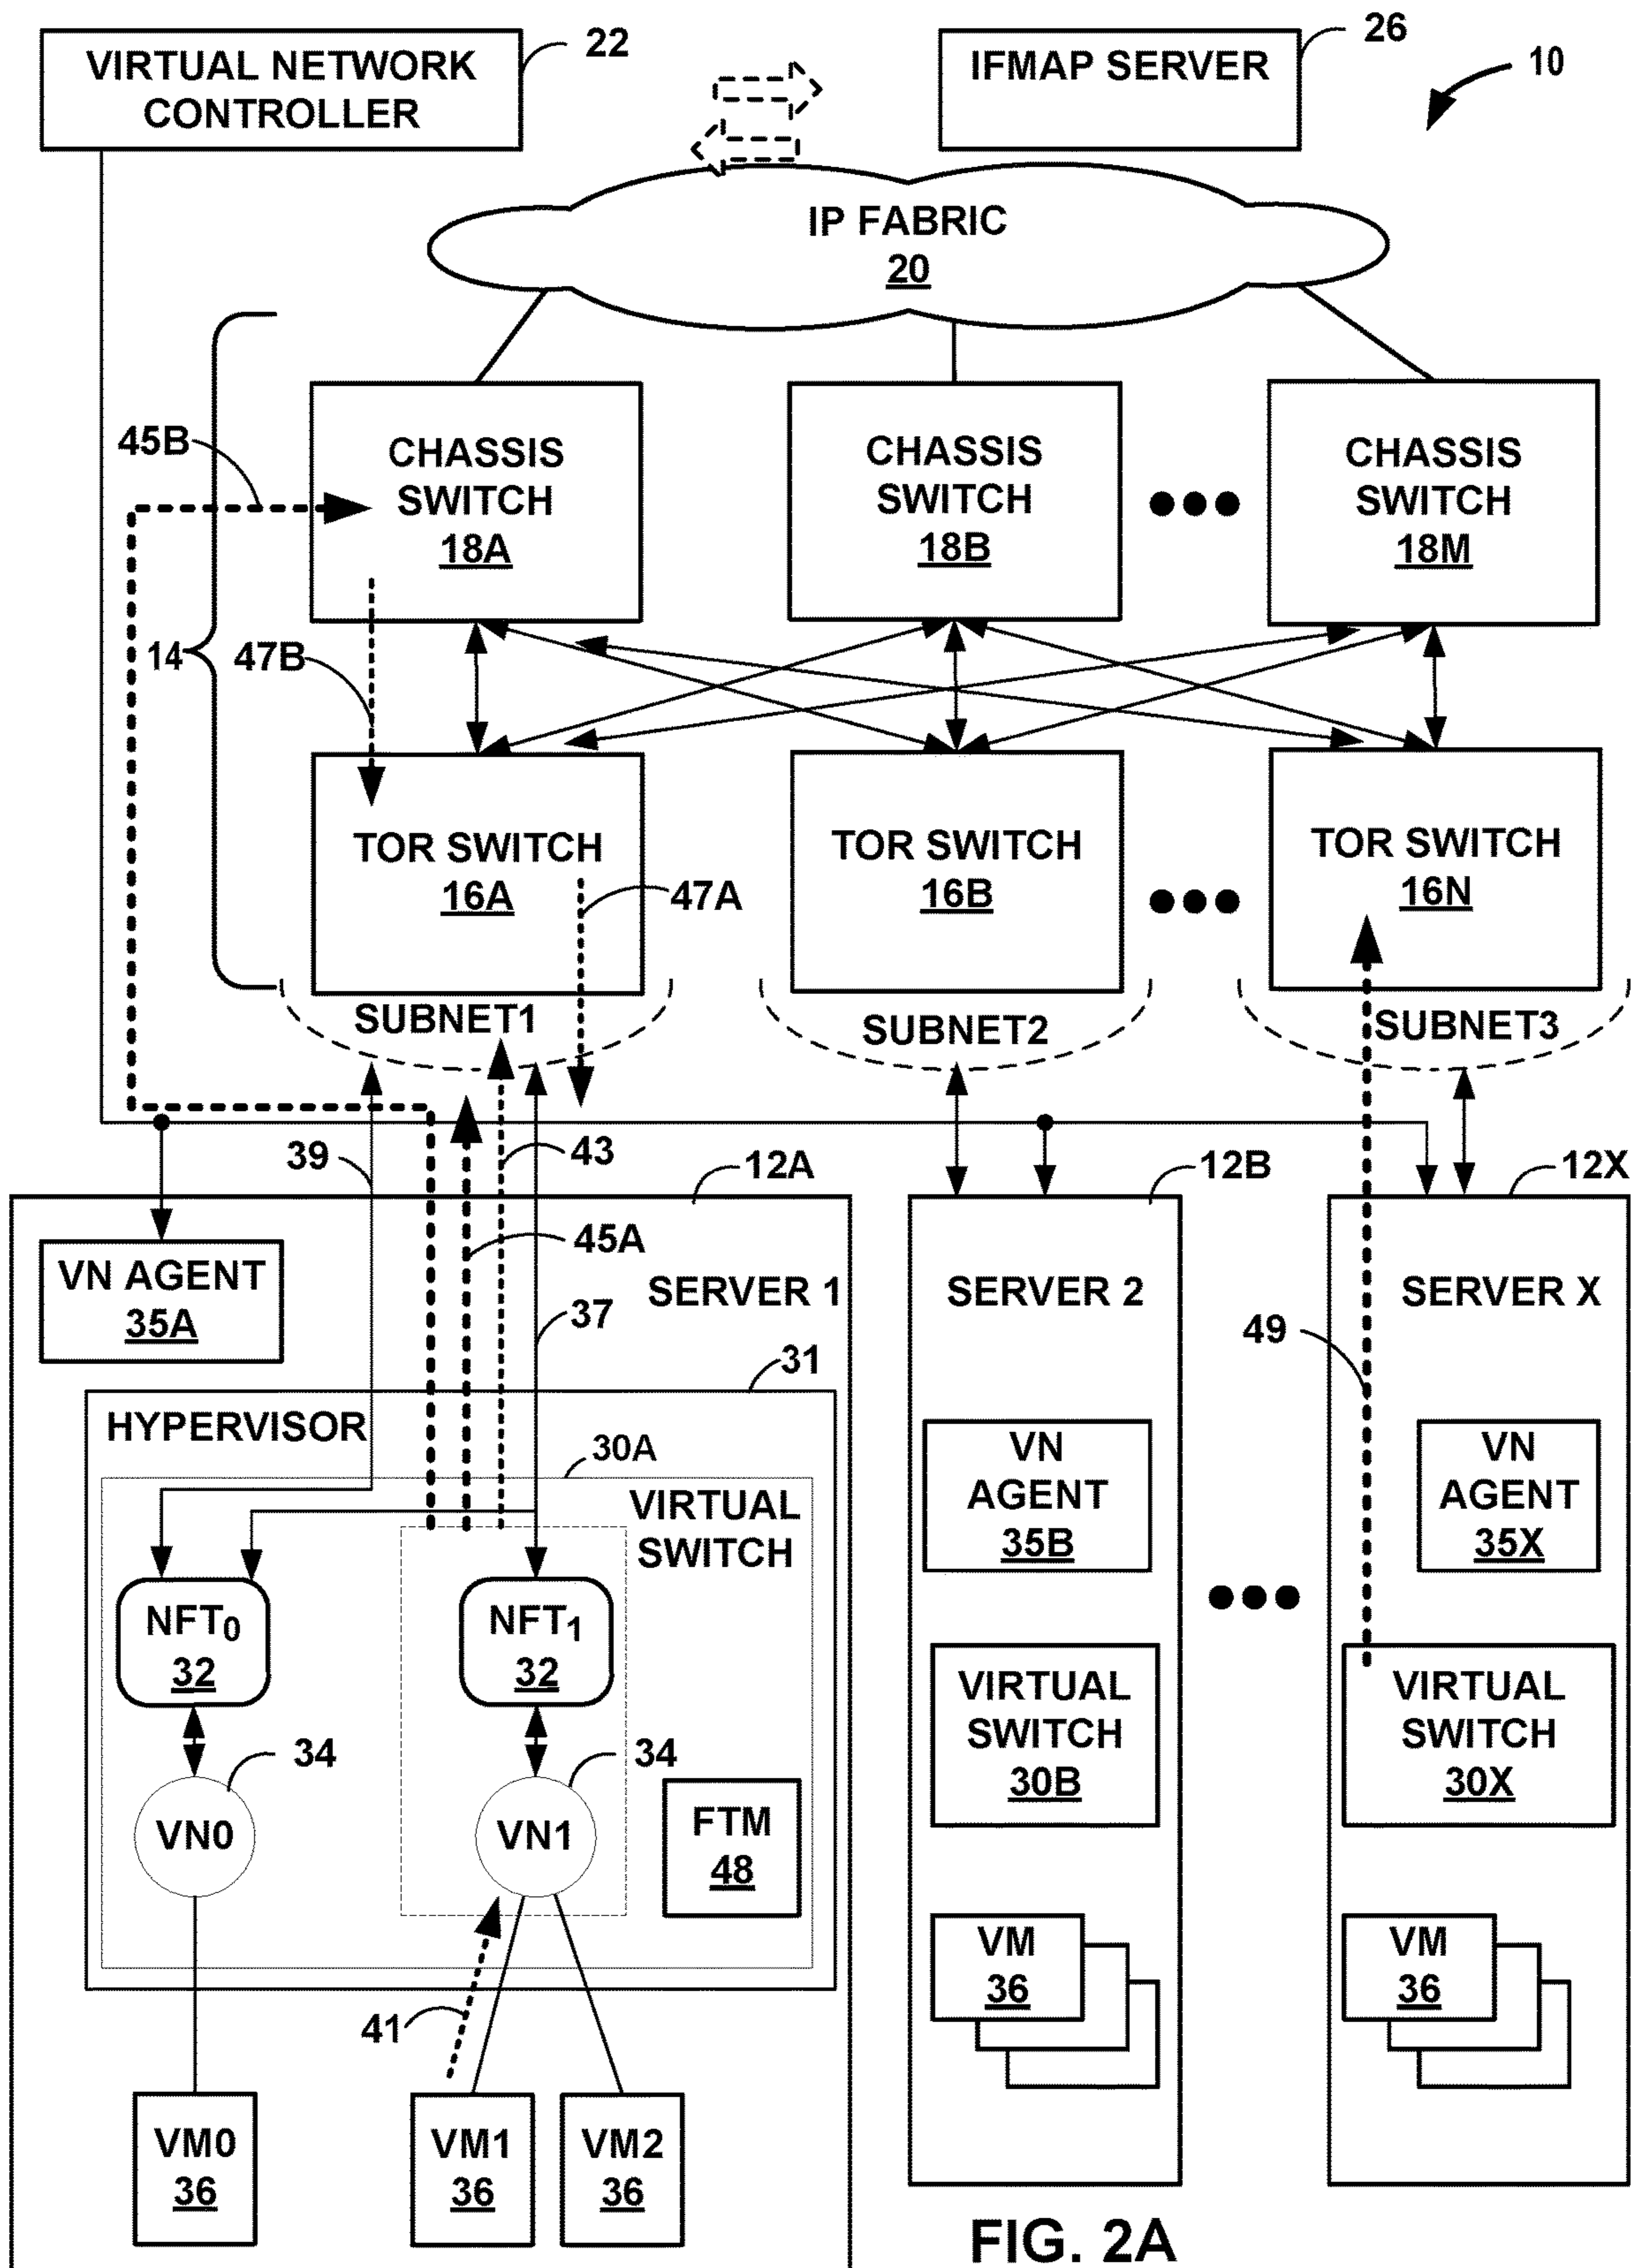 VIRTUAL NETWORK
CONTROLLER
22
IFMAP SERVER
26
10
IP FABRIC
20
45B
CHASSIS
SWITCH
18A
CHASSIS
SWITCH
18B
CHASSIS
SWITCH
18M
14
47B
TOR SWITCH
16A
47A
TOR SWITCH
16B
TOR SWITCH
16N
SUBNET1
SUBNET2
SUBNET3
39
43
12A
12B
12X
VN AGENT
35A
45A
SERVER 1
SERVER 2
SERVER X
37
49
31
HYPERVISOR
30A
VIRTUAL
SWITCH
VN
AGENT
35B
VN
AGENT
35X
NFT0
32
NFT1
32
34
34
VN0
VN1
FTM
48
VIRTUAL
SWITCH
30B
VIRTUAL
SWITCH
30X
VM
36
VM
36
41
VM0
36
VM1
36
VM2
36
FIG. 2A